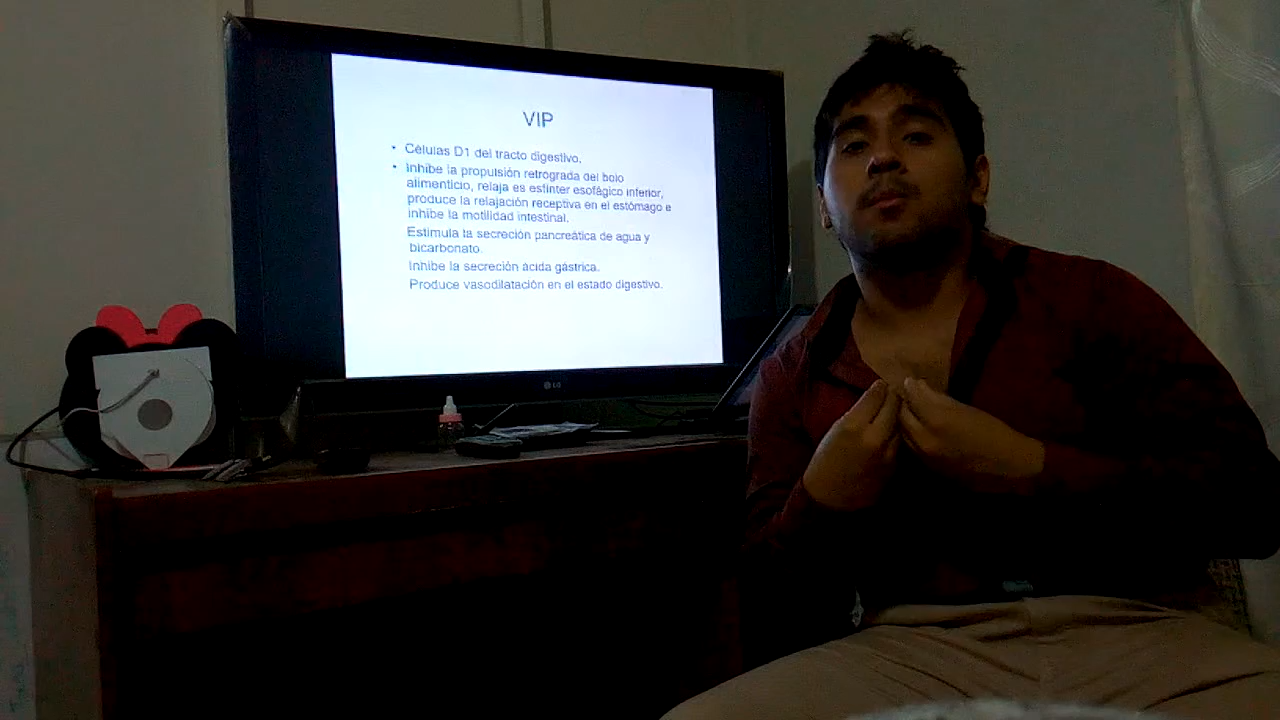 VIP
• Células D1 del tracto digestivo.
• Inhibe la propulsión retrograda del bolo
alimenticio, relaja es esfínter esofágico inferior,
produce la relajación receptiva en el estómago e
inhibe la motilidad intestinal.
Estimula la secreción pancreática de agua y
bicarbonato.
Inhibe la secreción ácida gástrica.
Produce vasodilatación en el estado digestivo.
LG